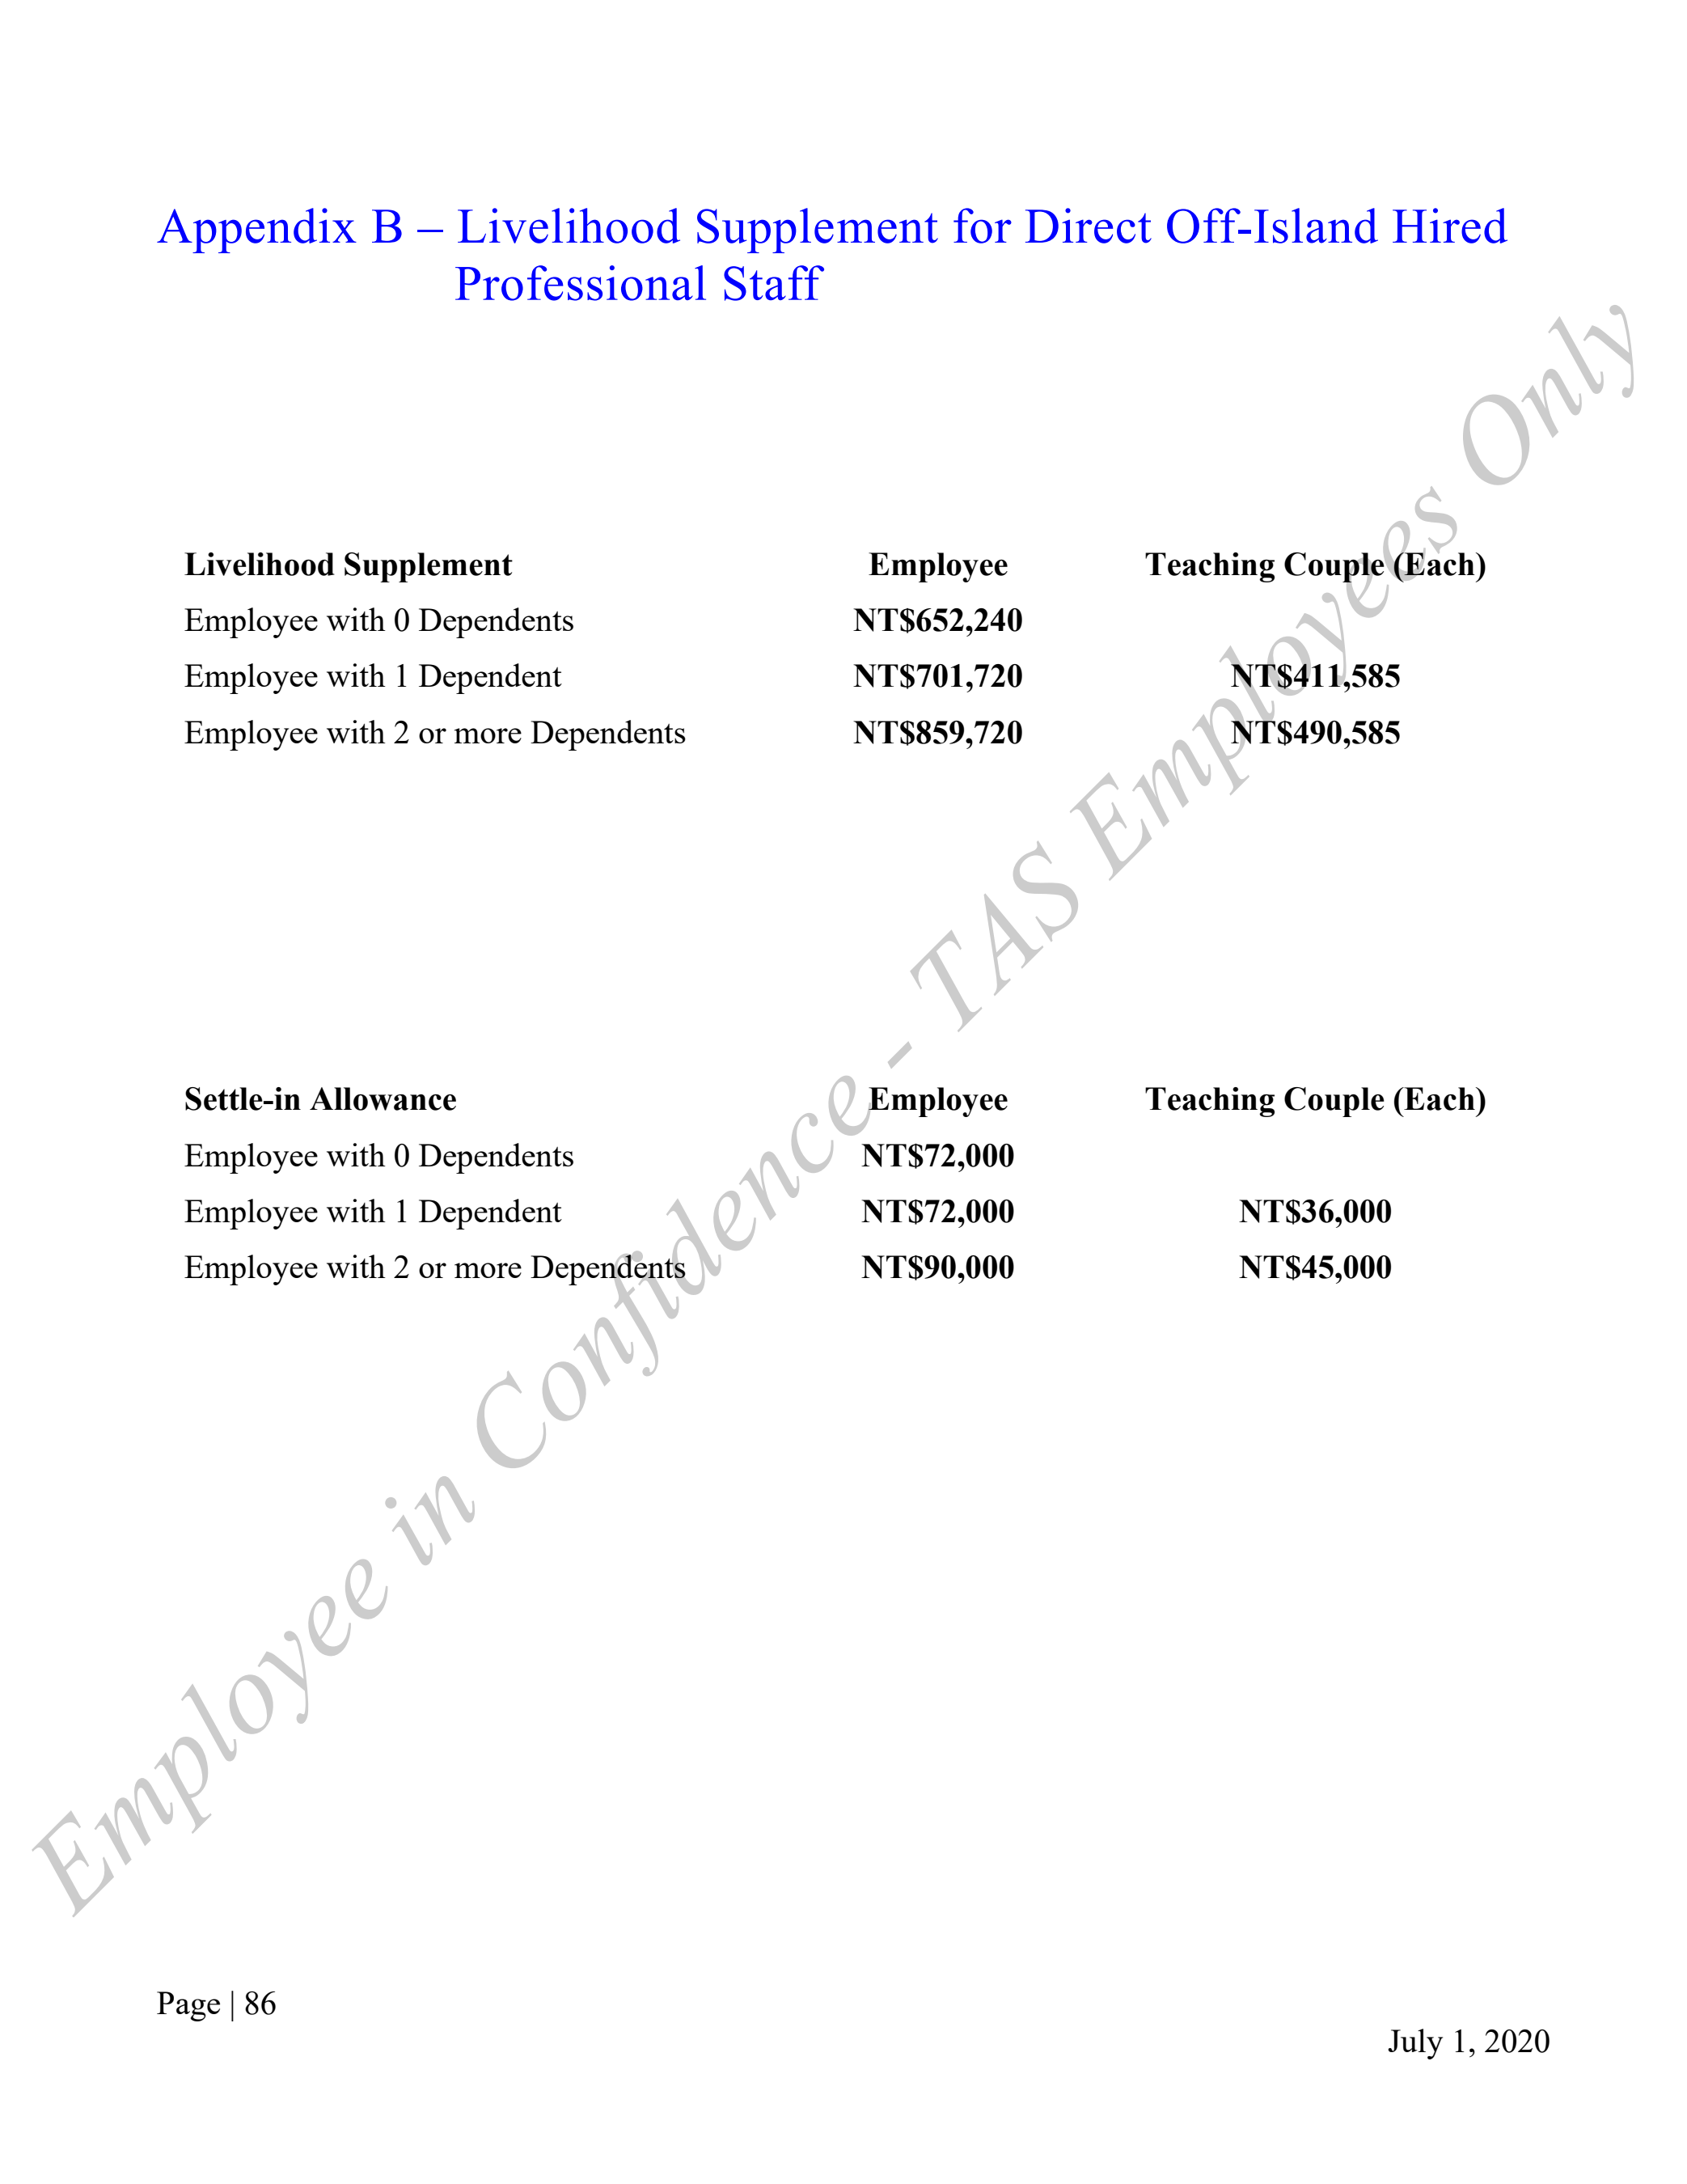 Appendix B – Livelihood Supplement for Direct Off-Island Hired
Professional Staff
Livelihood Supplement Employee Teaching Couple (Each)
Employee with 0 Dependents NT$652,240
Employee with 1 Dependent NT$701,720 NT$411,585
Employee with 2 or more Dependents NT$859,720 NT$490,585
Settle-in Allowance Employee Teaching Couple (Each)
Employee with 0 Dependents NT$72,000
Employee with 1 Dependent NT$72,000 NT$36,000
Employee with 2 or more Dependents NT$90,000 NT$45,000
Employee in Confidence - TAS Employees Only
Page | 86
July 1, 2020